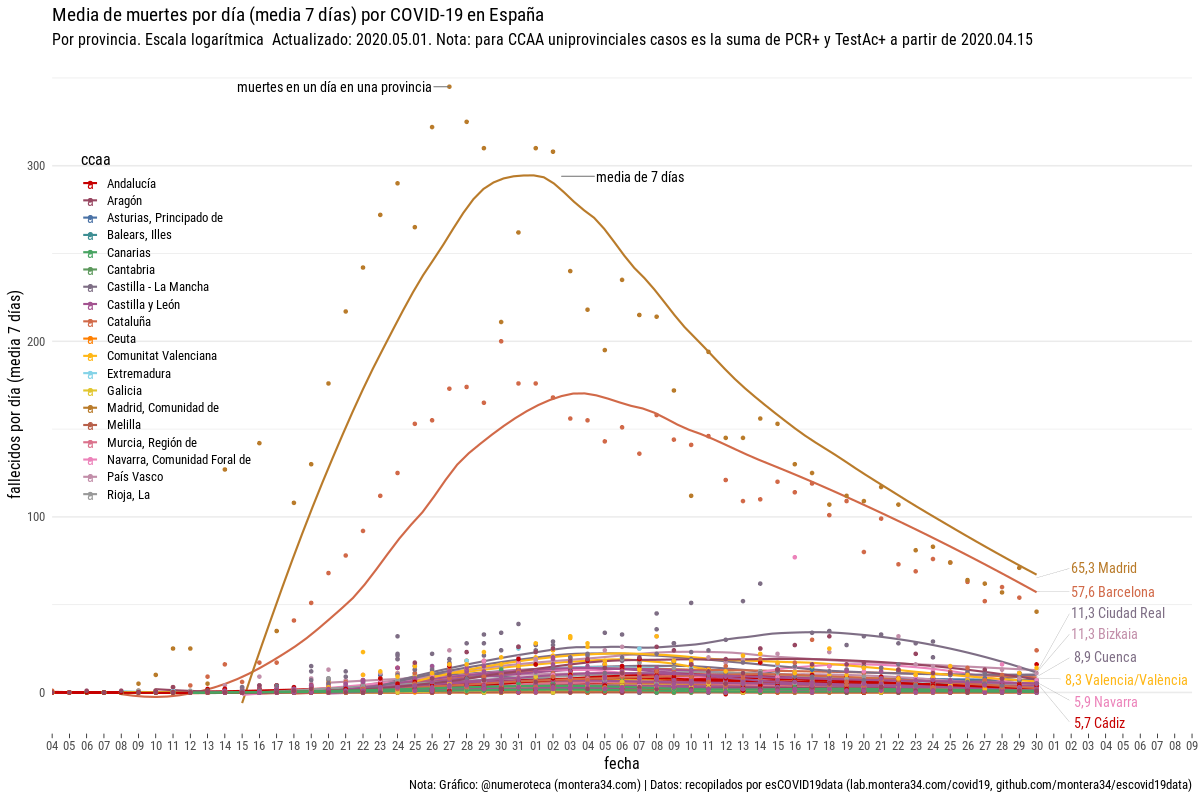 Media de muertes por día (media 7 días) por COVID-19 en España
Por provincia. Escala logarítmica  Actualizado: 2020.05.01. Nota: para CCAA uniprovinciales casos es la suma de PCR+ y TestAc+ a partir de 2020.04.15
muertes en un día en una provincia
media de 7 días
ccaa
Andalucía
Aragón
Asturias, Principado de
Balears, Illes
Canarias
Cantabria
Castilla - La Mancha
Castilla y León
Cataluña
Ceuta
Comunitat Valenciana
Extremadura
Galicia
Madrid, Comunidad de
Melilla
Murcia, Región de
Navarra, Comunidad Foral de
País Vasco
Rioja, La
fallecidos por día (media 7 días)
300
200
100
0
65,3 Madrid
57,6 Barcelona
11,3 Ciudad Real
11,3 Bizkaia
8,9 Cuenca
8,3 Valencia/València
5,9 Navarra
5,7 Cádiz
04 05 06 07 08 09 10 11 12 13 14 15 16 17 18 19 20 21 22 23 24 25 26 27 28 29 30 31 01 02 03 04 05 06 07 08 09 10 11 12 13 14 15 16 17 18 19 20 21 22 23 24 25 26 27 28 29 30 01 02 03 04 05 06 07 08 09
fecha
Nota: Gráfico: @numeroteca (montera34.com) | Datos: recopilados por esCOVID19data (lab.montera34.com/covid19, github.com/montera34/escovid19data)